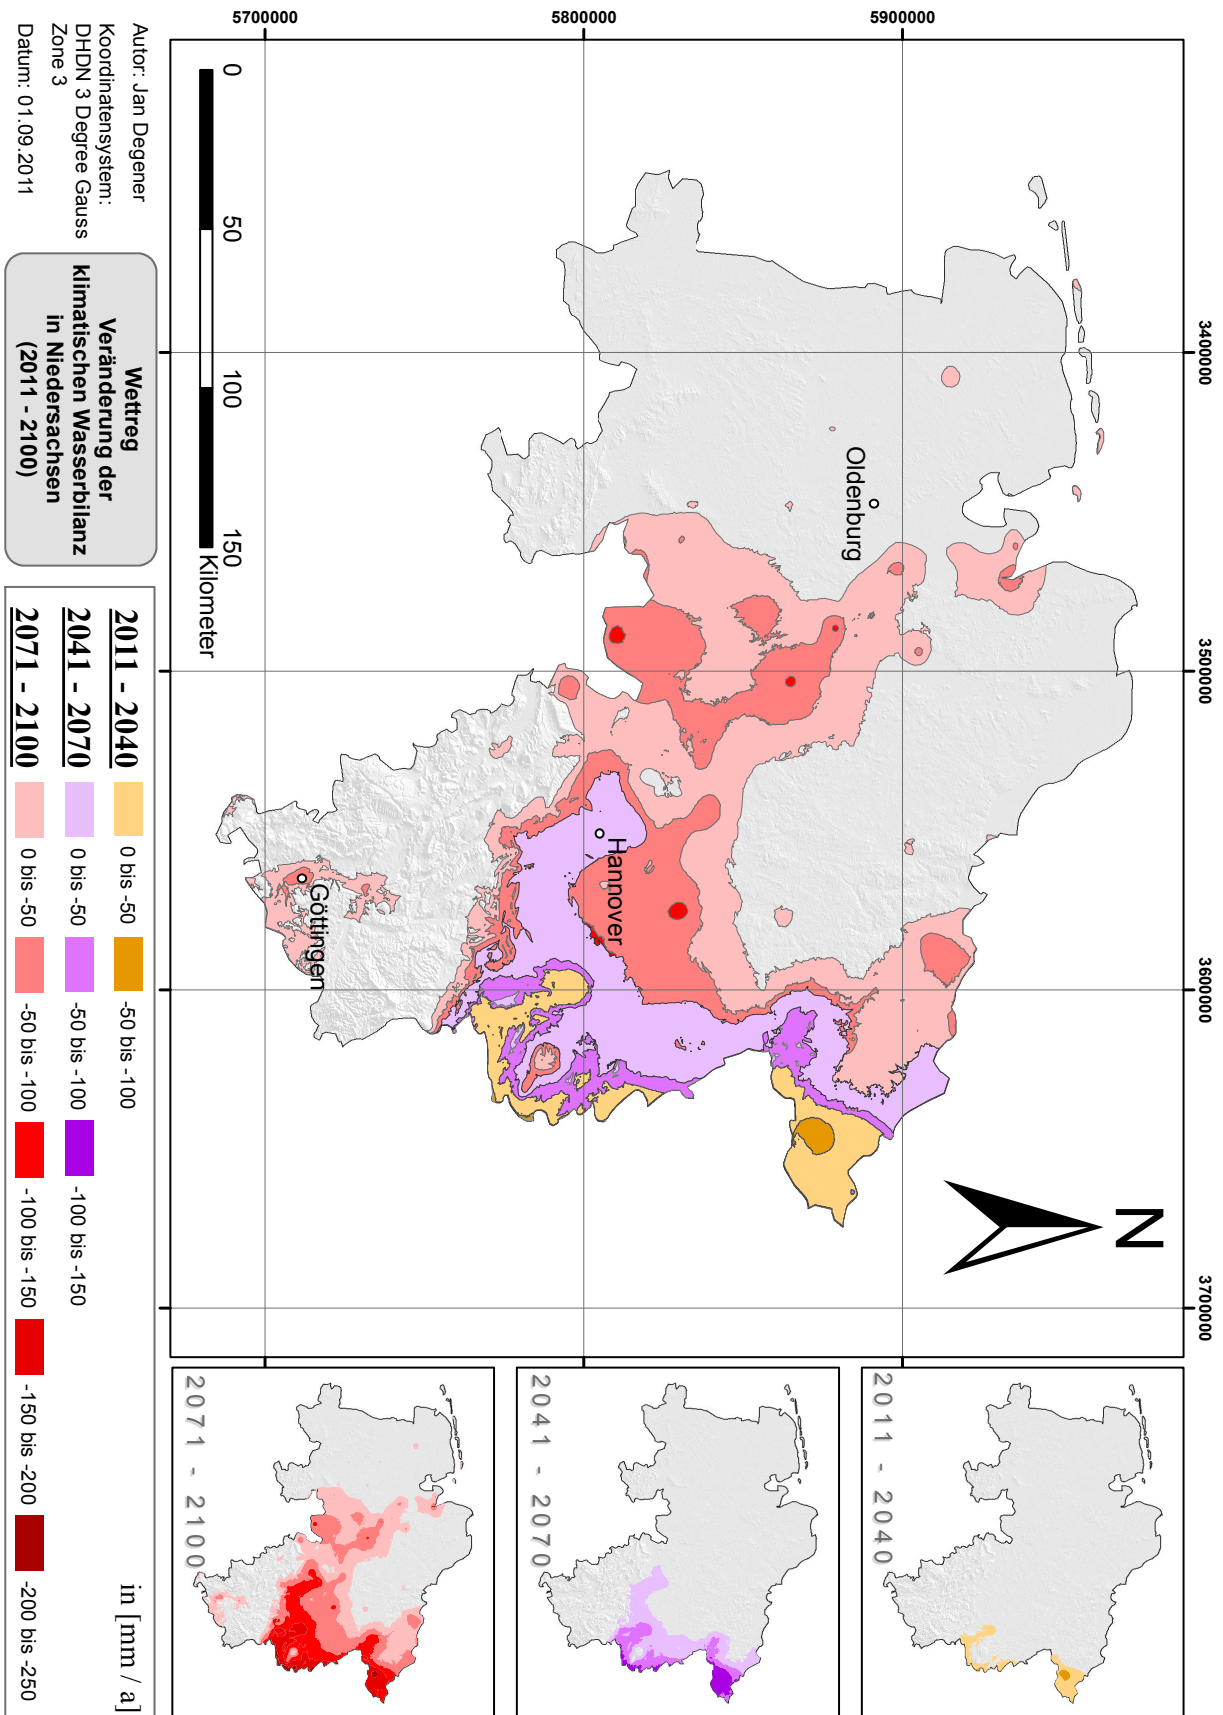 5700000
5800000
5900000
3400000
3500000
3600000
3700000
N
Oldenburg
Hannover
Göttingen
0
50
100
150
Kilometer
2011 - 2040
2041 - 2070
2071 - 2100
Autor: Jan Degener
Koordinatensystem:
DHDN 3 Degree Gauss
Zone 3
Datum: 01.09.2011
Wettreg
Veränderung der
klimatischen Wasserbilanz
in Niedersachsen
(2011 - 2100)
2011 - 2040 0 bis -50 -50 bis -100 in [mm / a]
2041 - 2070 0 bis -50 -50 bis -100 -100 bis -150
2071 - 2100 0 bis -50 -50 bis -100 -100 bis -150 -150 bis -200 -200 bis -250